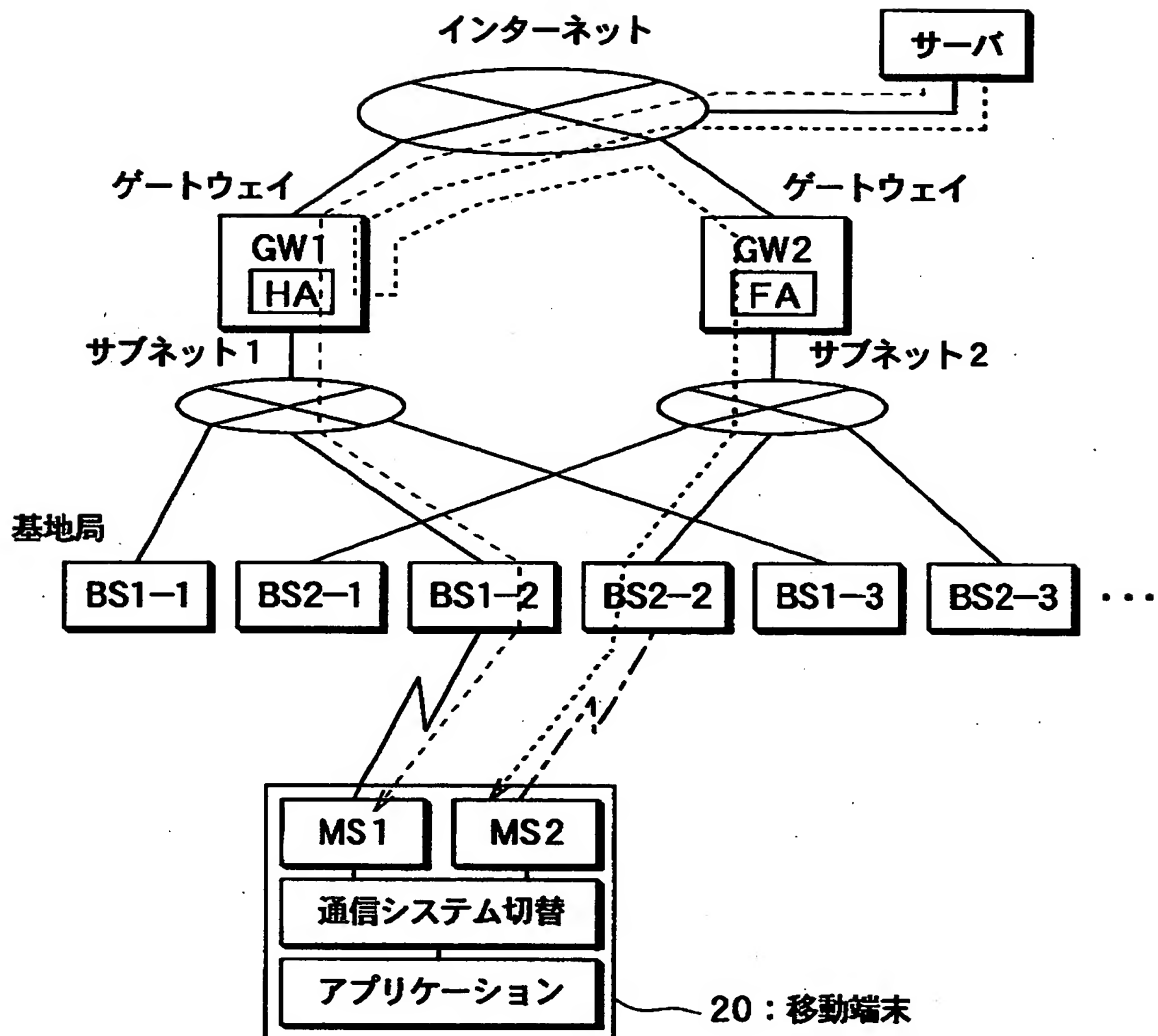 インターネット
サーバ
ゲートウェイ
ゲートウェイ
GW1
HA
GW2
FA
サブネット1
サブネット2
基地局
BS1-1
BS2-1
BS1-2
BS2-2
BS1-3
BS2-3
・・・
MS1
MS2
通信システム切替
アプリケーション
20：移動端末